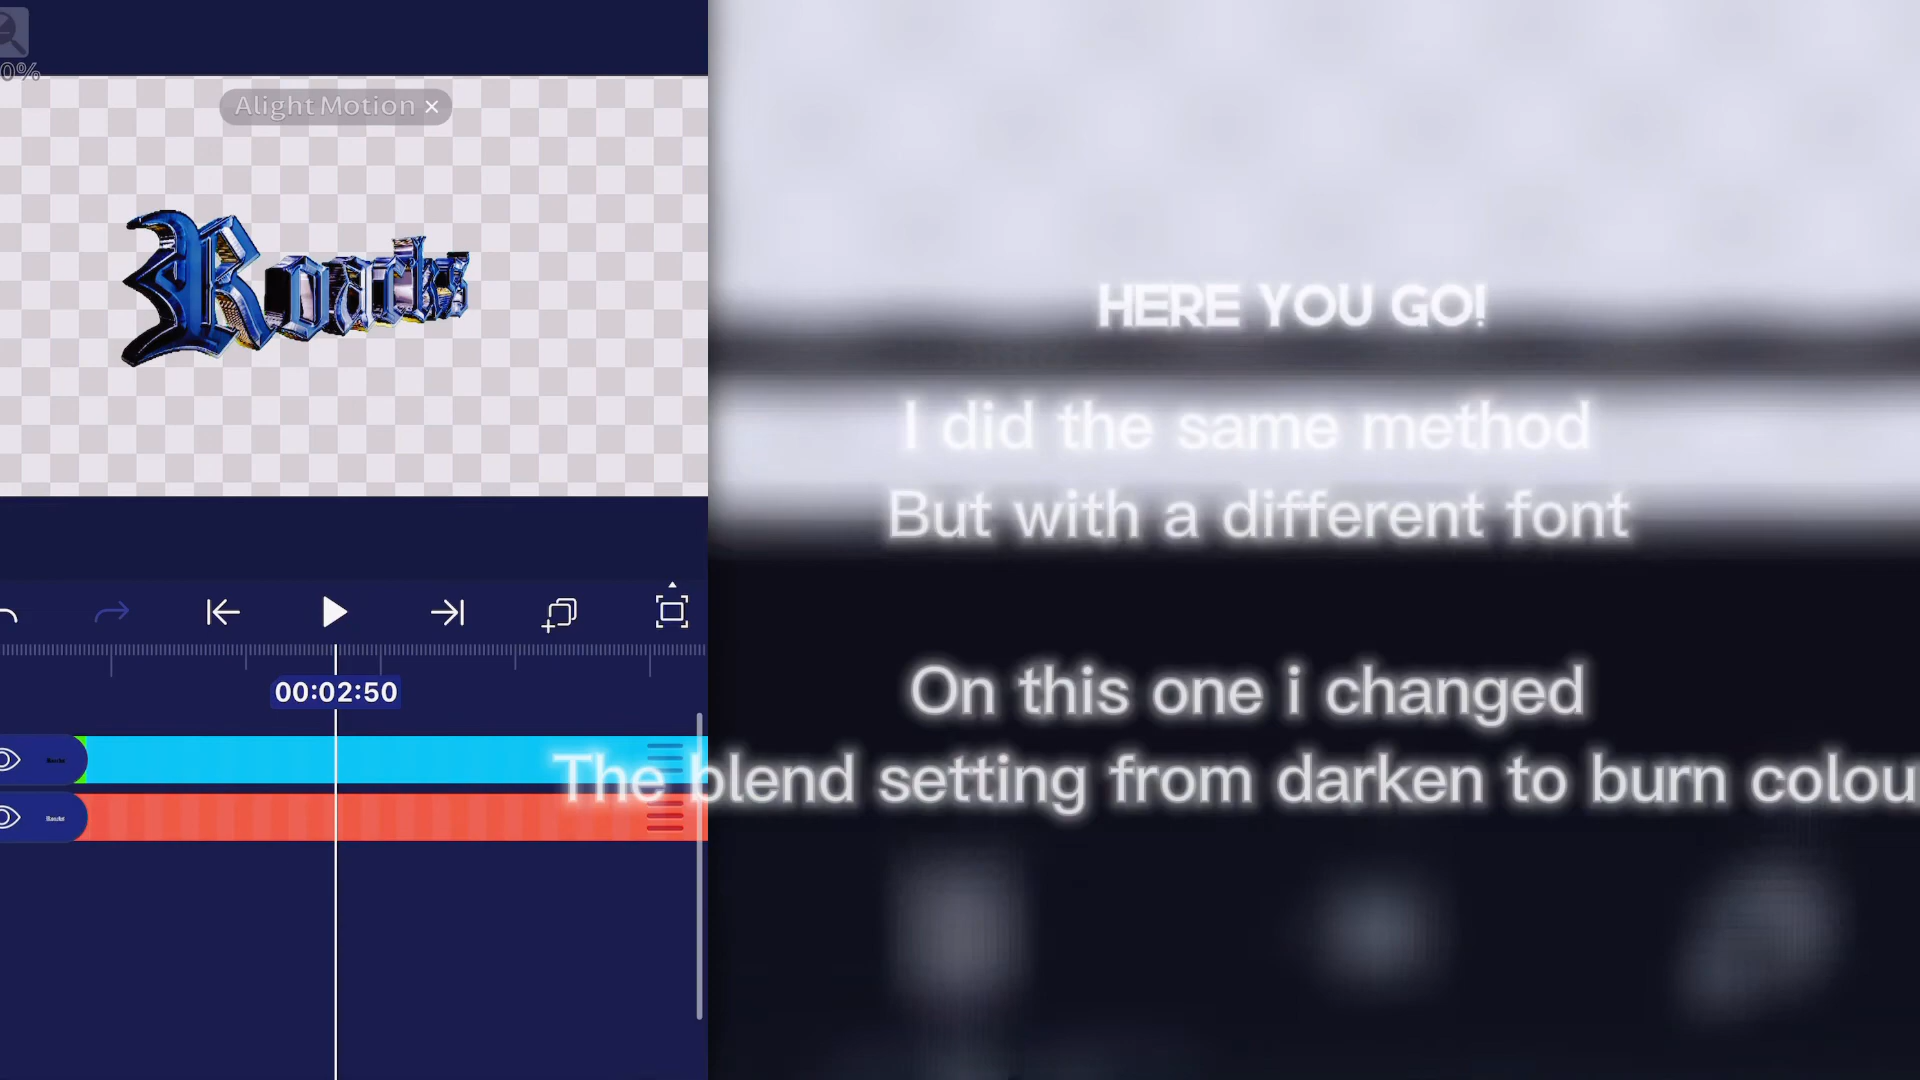 0%
Alight Motion ×
Roads
00:02:50
HERE YOU GO!
I did the same method
But with a different font
On this one i changed
The blend setting from darken to burn colou